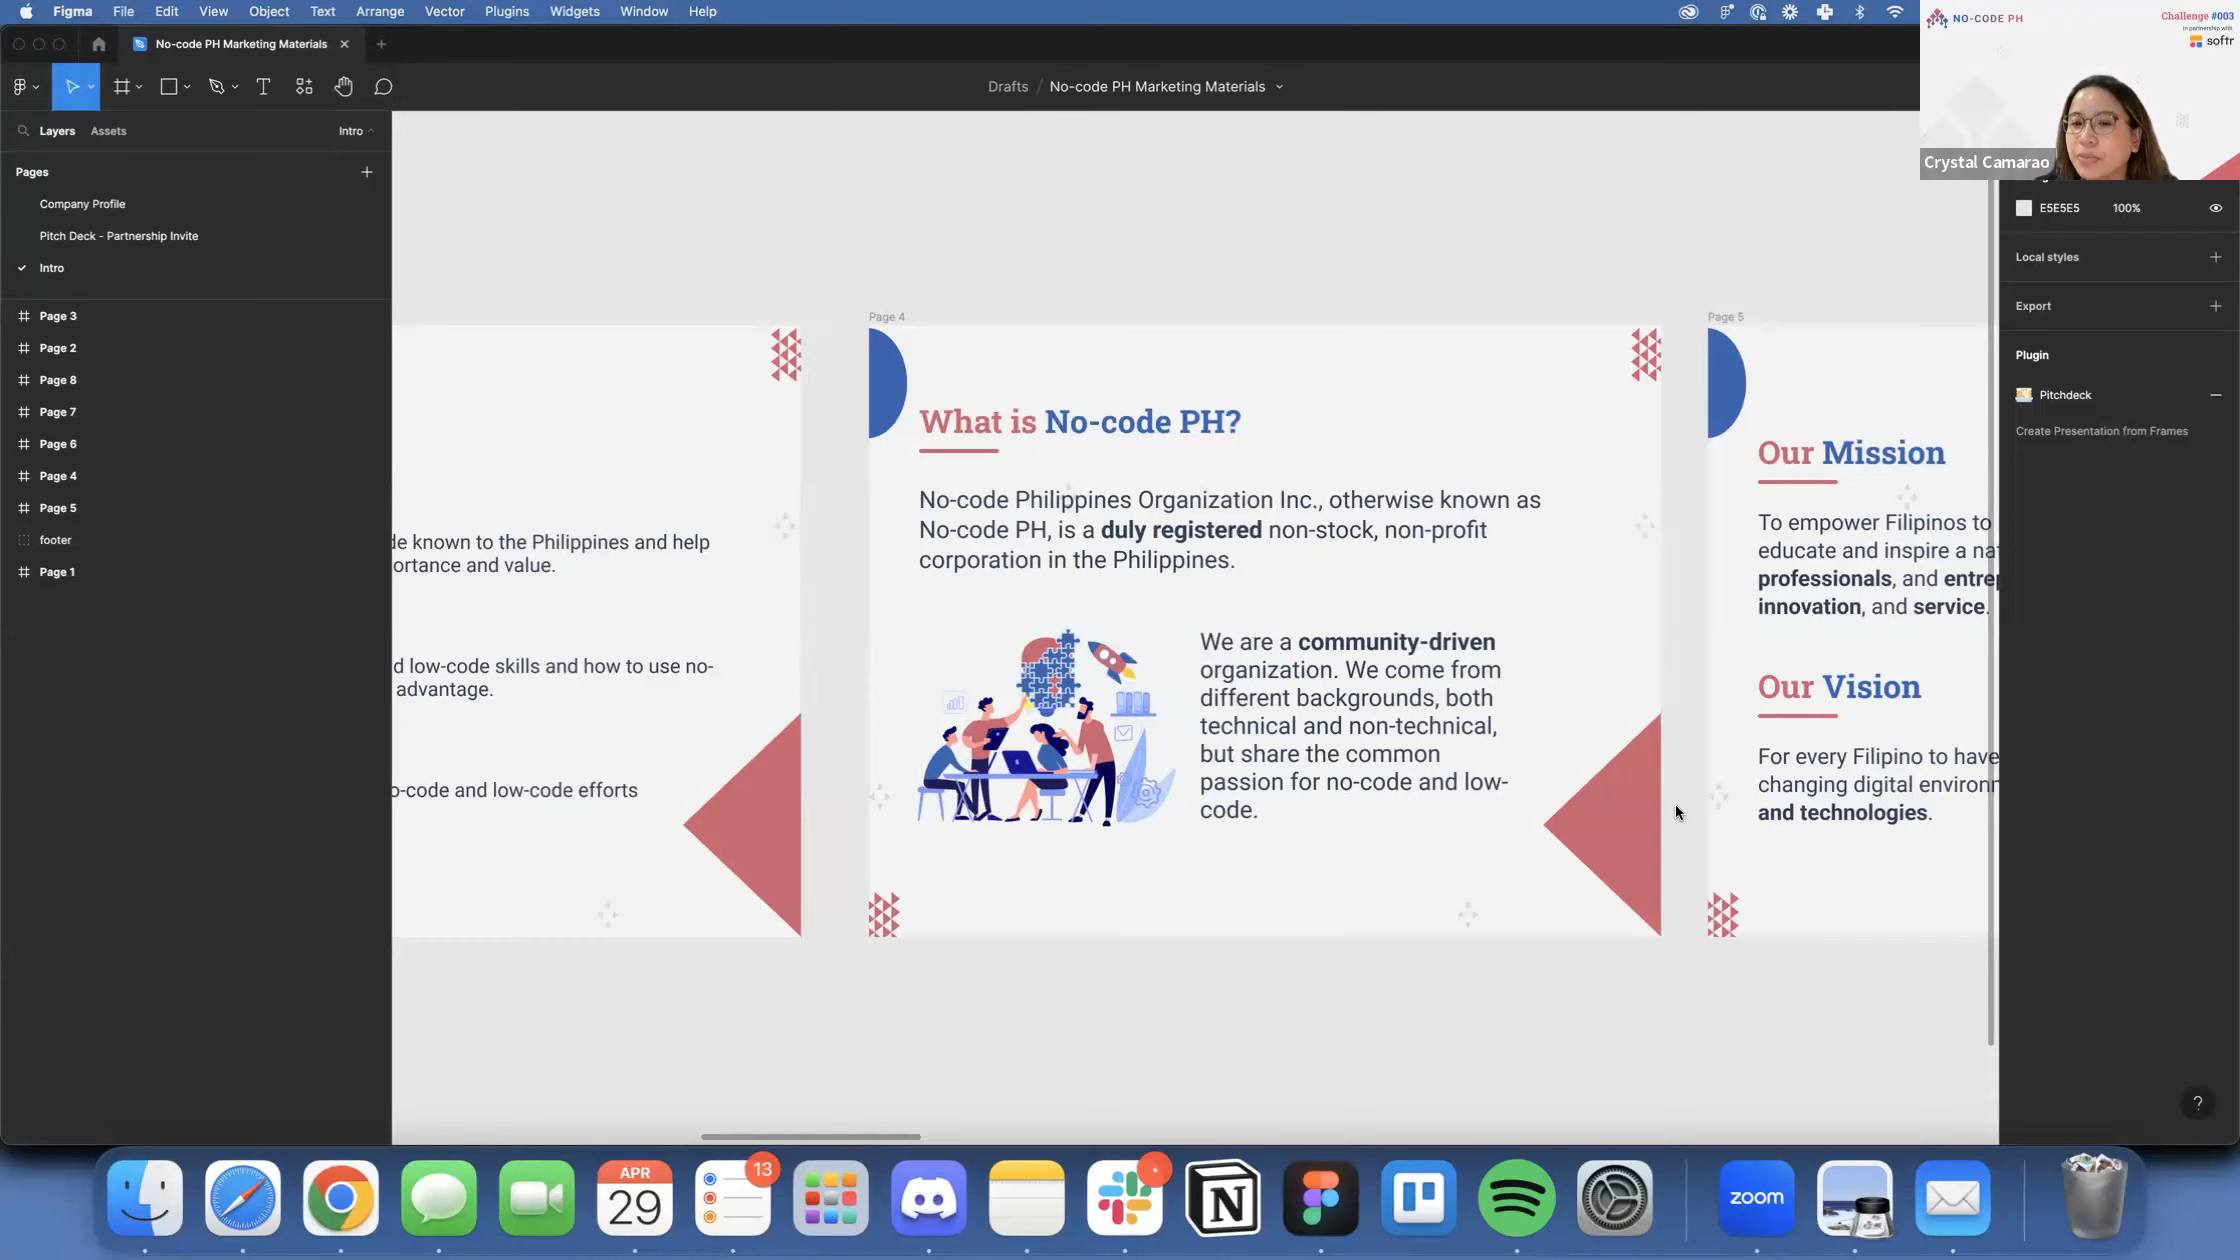 Figma File Edit View Object Text Arrange Vector Plugins Widgets Window Help
No-code PH Marketing Materials
Drafts / No-code PH Marketing Materials
NO-CODE PH
Challenge #003
in partnership with
softr
Crystal Camarao
Layers Assets Intro
Pages
Company Profile
Pitch Deck - Partnership Invite
Intro
Page 3
Page 2
Page 8
Page 7
Page 6
Page 4
Page 5
footer
Page 1
de known to the Philippines and help
ortance and value.
d low-code skills and how to use no-
advantage.
o-code and low-code efforts
Page 4
What is No-code PH?
No-code Philippines Organization Inc., otherwise known as
No-code PH, is a duly registered non-stock, non-profit
corporation in the Philippines.
We are a community-driven
organization. We come from
different backgrounds, both
technical and non-technical,
but share the common
passion for no-code and low-
code.
Page 5
Our Mission
To empower Filipinos to
educate and inspire a na
professionals, and entre
innovation, and service.
Our Vision
For every Filipino to have
changing digital environ
and technologies.
E5E5E5 100%
Local styles
Export
Plugin
Pitchdeck
Create Presentation from Frames
?
APR
29
13
zoom